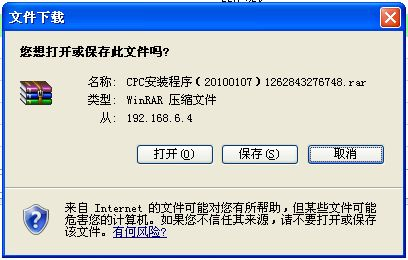 文件下载
您想打开或保存此文件吗?
名称: CPC安装程序（20100107）1262843276748.rar
类型: WinRAR 压缩文件
从: 192.168.6.4
打开(O) 保存(S) 取消
来自 Internet 的文件可能对您有所帮助，但某些文件可能
危害您的计算机。如果您不信任其来源，请不要打开或保存
该文件。有何风险?